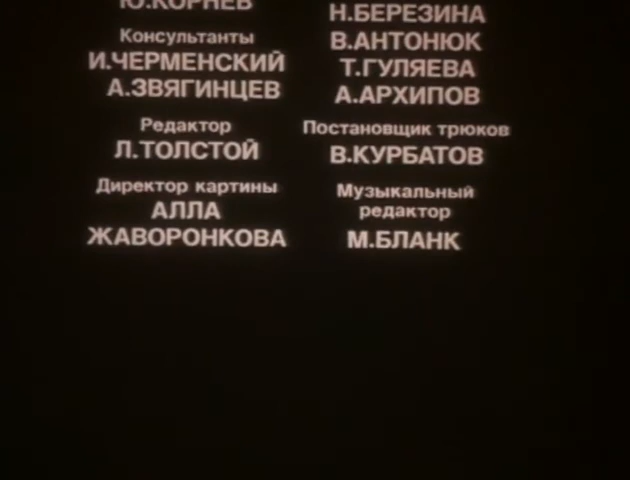 Ю.КОРНЕВ
Консультанты
И.ЧЕРМЕНСКИЙ
А.ЗВЯГИНЦЕВ
Редактор
Л.ТОЛСТОЙ
Директор картины
АЛЛА
ЖАВОРОНКОВА
Н.БЕРЕЗИНА
В.АНТОНЮК
Т.ГУЛЯЕВА
А.АРХИПОВ
Постановщик трюков
В.КУРБАТОВ
Музыкальный
редактор
М.БЛАНК